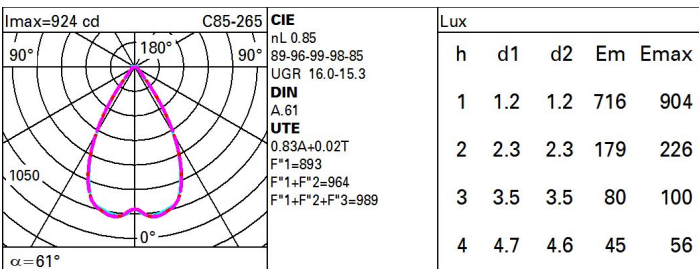 Imax=924 cd C85-265
90° 180° 90°
1050
0°
α=61°
CIE
nL 0.85
89-96-99-98-85
UGR 16.0-15.3
DIN
A.61
UTE
0.83A+0.02T
F"1=893
F"1+F"2=964
F"1+F"2+F"3=989
Lux
h d1 d2 Em Emax
1 1.2 1.2 716 904
2 2.3 2.3 179 226
3 3.5 3.5 80 100
4 4.7 4.6 45 56